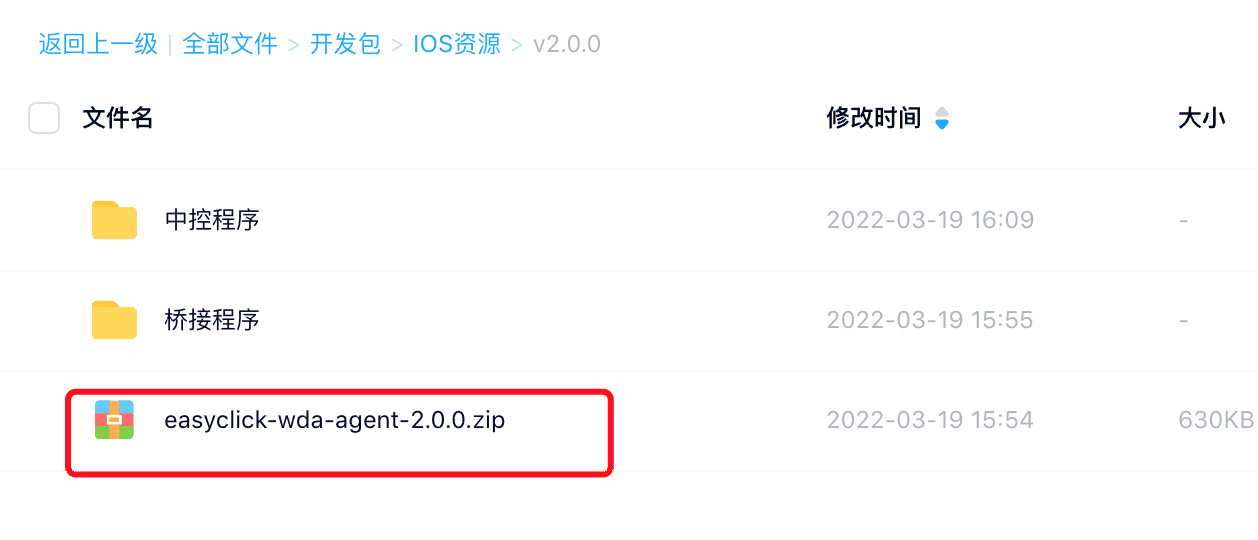 返回上一级 | 全部文件 > 开发包 > IOS资源 > v2.0.0
文件名 修改时间 大小
中控程序 2022-03-19 16:09 -
桥接程序 2022-03-19 15:55 -
easyclick-wda-agent-2.0.0.zip 2022-03-19 15:54 630KB